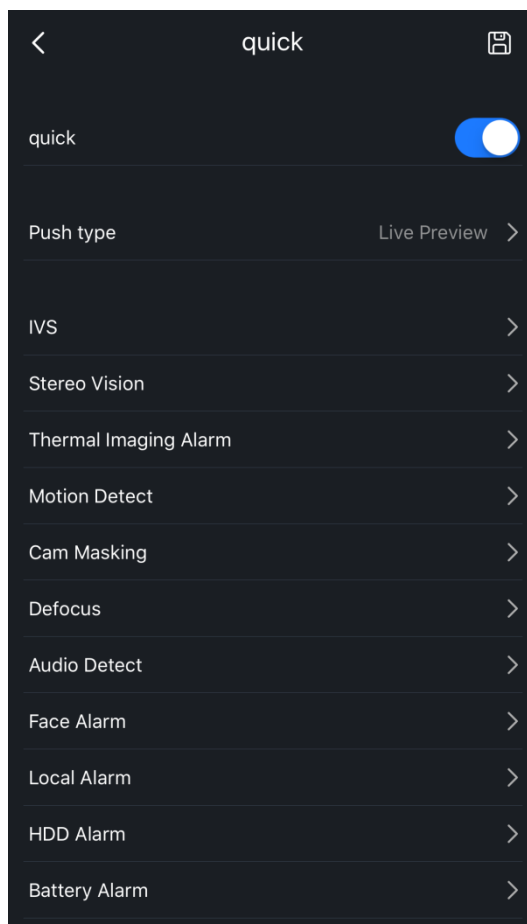 quick
quick
Push type Live Preview
IVS
Stereo Vision
Thermal Imaging Alarm
Motion Detect
Cam Masking
Defocus
Audio Detect
Face Alarm
Local Alarm
HDD Alarm
Battery Alarm